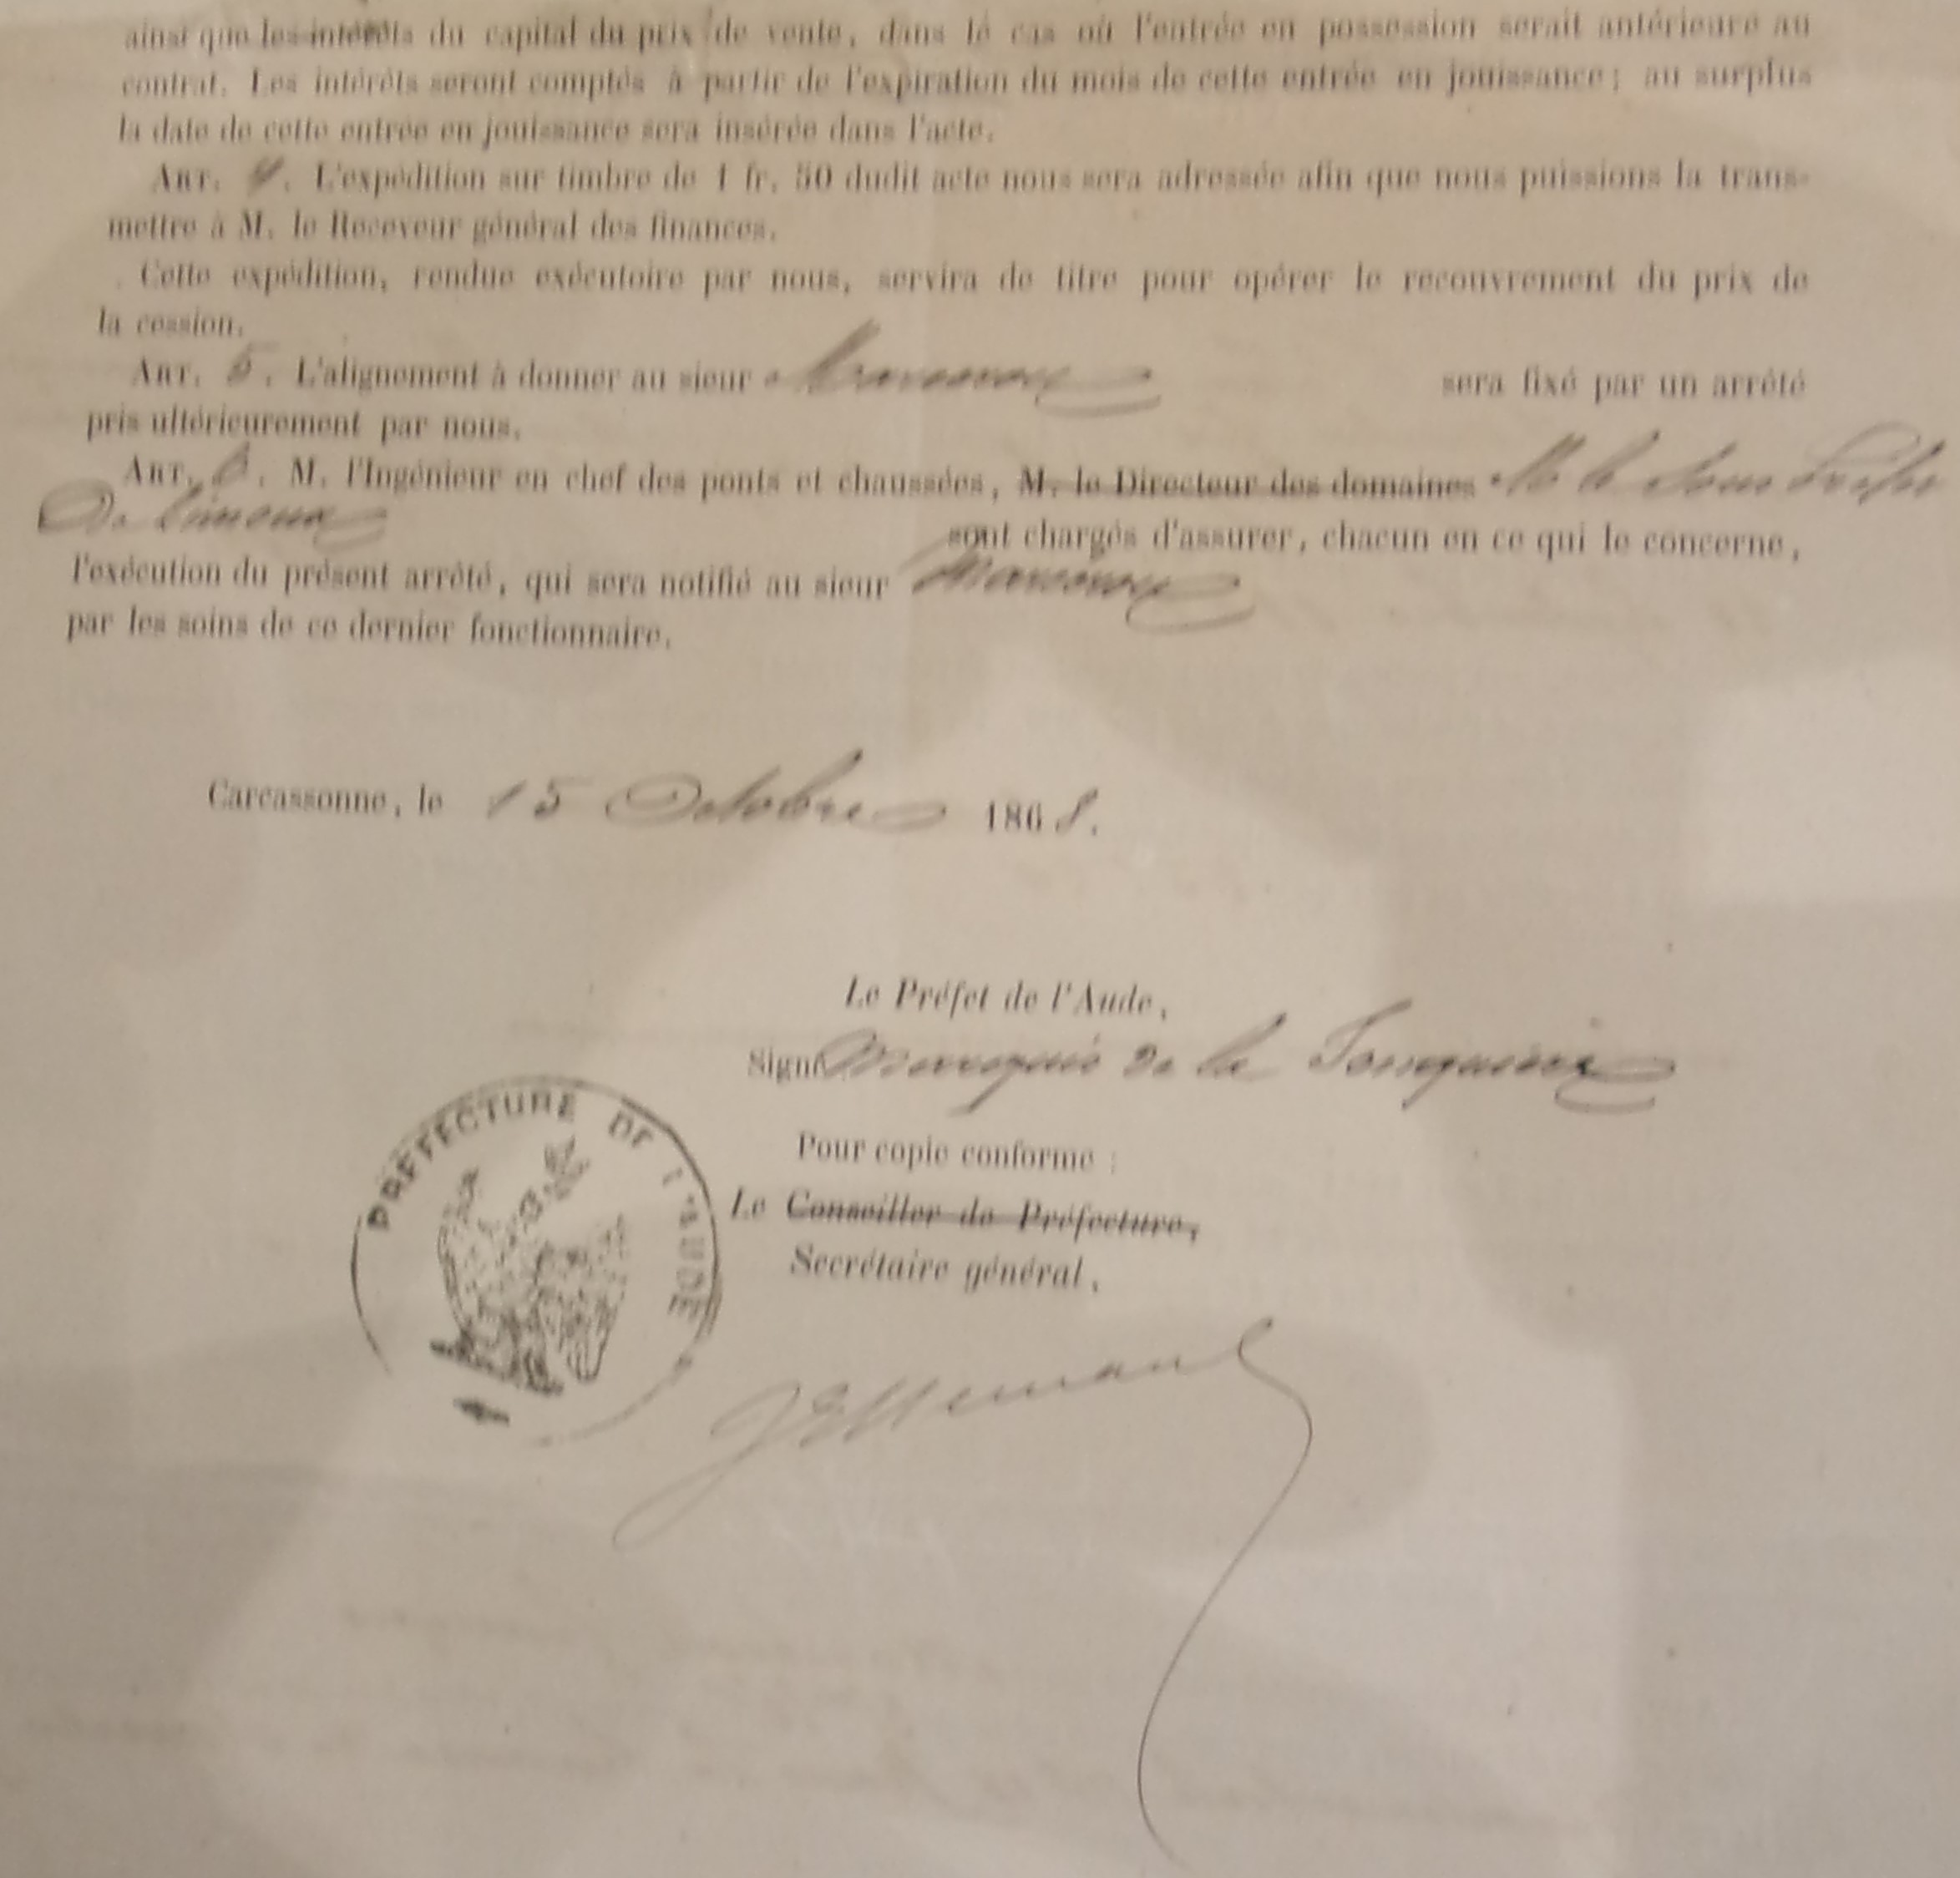 ainsi que les intérêts du capital du prix de vente, dans le cas où l'entrée en possession serait antérieure au
contrat. Les intérêts seront comptés à partir de l'expiration du mois de cette entrée en jouissance; au surplus
la date de cette entrée en jouissance sera insérée dans l'acte.
ART. 4. L'expédition sur timbre de 1 fr. 50 dudit acte nous sera adressée afin que nous puissions la trans-
mettre à M. le Receveur général des finances.
Cette expédition, rendue exécutoire par nous, servira de titre pour opérer le recouvrement du prix de
la cession.
ART. 5. L'alignement à donner au sieur sera fixé par un arrêté
pris ultérieurement par nous.
ART. 6. M. l'Ingénieur en chef des ponts et chaussées, M. le Directeur des domaines M. le Sous Préfet
De Limoux sont chargés d'assurer, chacun en ce qui le concerne,
l'exécution du présent arrêté, qui sera notifié au sieur
par les soins de ce dernier fonctionnaire.
Carcassonne, le 15 Octobre 1868.
Le Préfet de l'Aude,
Signé Marquis de la Jonquière
Pour copie conforme :
PRÉFECTURE DE L'AUDE
Le Conseiller de Préfecture,
Secrétaire général,